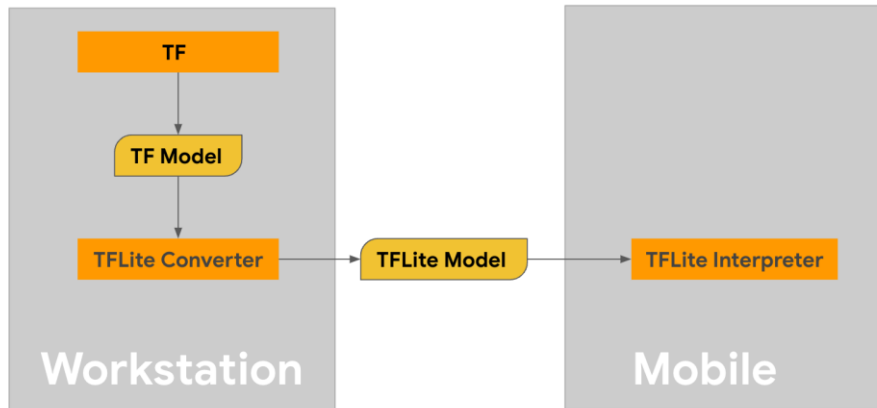 TF
TF Model
TFLite Converter
TFLite Model
TFLite Interpreter
Workstation
Mobile